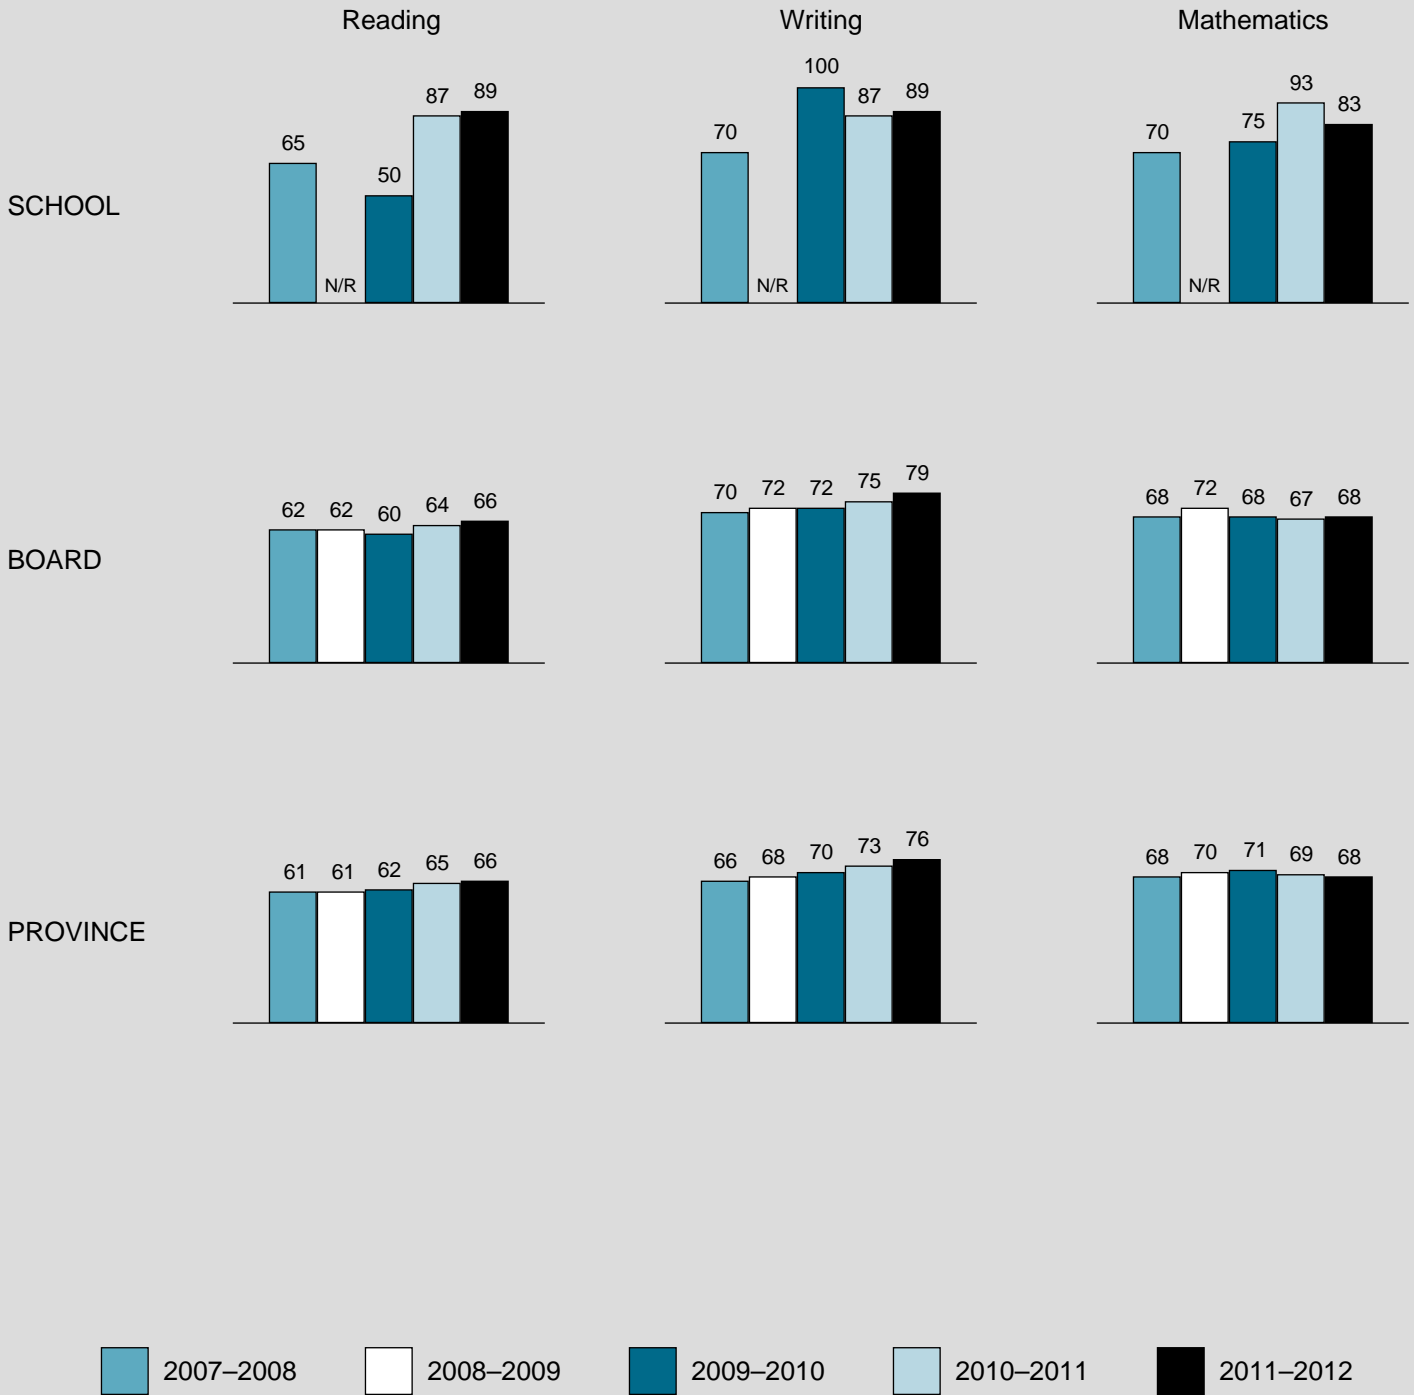 Reading Writing Mathematics
SCHOOL
65 N/R 50 87 89
70 N/R 100 87 89
70 N/R 75 93 83
BOARD
62 62 60 64 66
70 72 72 75 79
68 72 68 67 68
PROVINCE
61 61 62 65 66
66 68 70 73 76
68 70 71 69 68
2007–2008 2008–2009 2009–2010 2010–2011 2011–2012